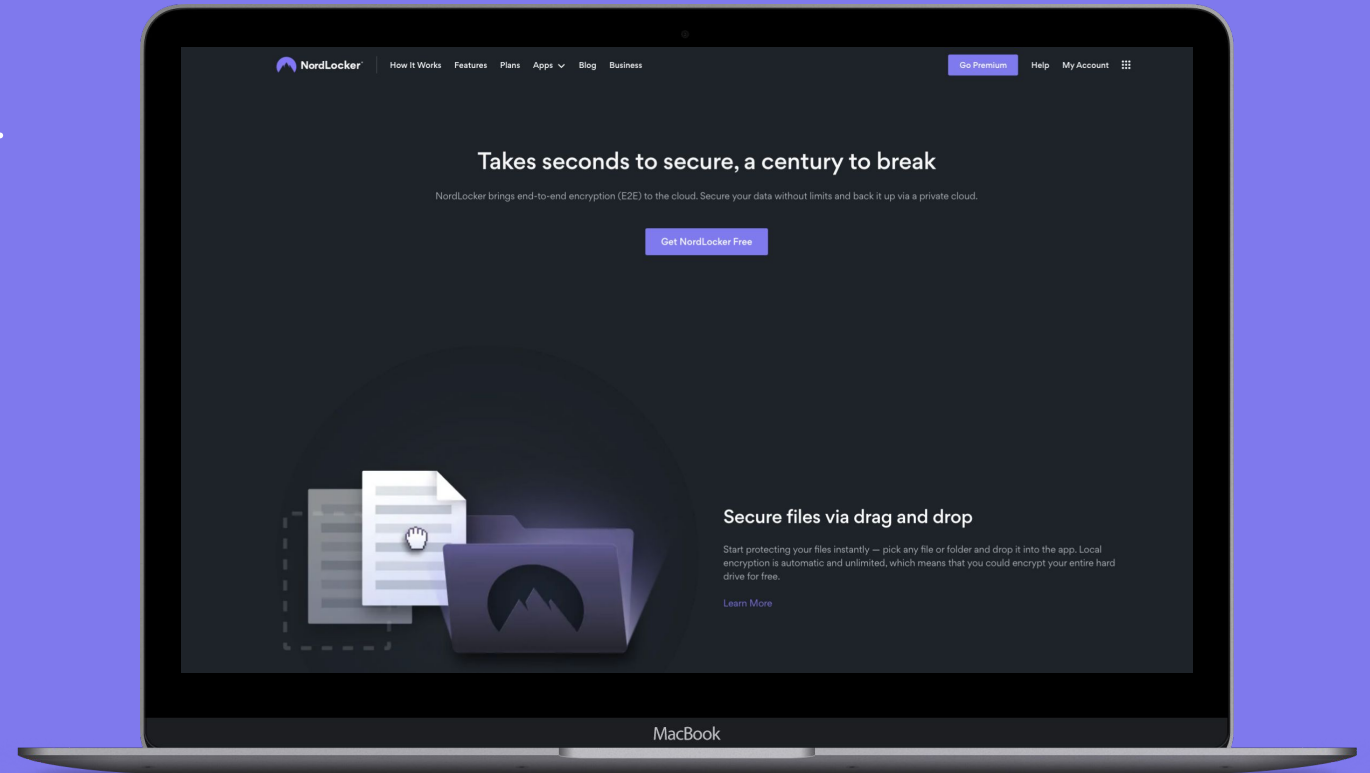 NordLocker
How It Works
Features
Plans
Apps
Blog
Business
Go Premium
Help
My Account
Takes seconds to secure, a century to break
NordLocker brings end-to-end encryption (E2E) to the cloud. Secure your data without limits and back it up via a private cloud.
Get NordLocker Free
Secure files via drag and drop
Start protecting your files instantly — pick any file or folder and drop it into the app. Local
encryption is automatic and unlimited, which means that you could encrypt your entire hard
drive for free.
Learn More
MacBook